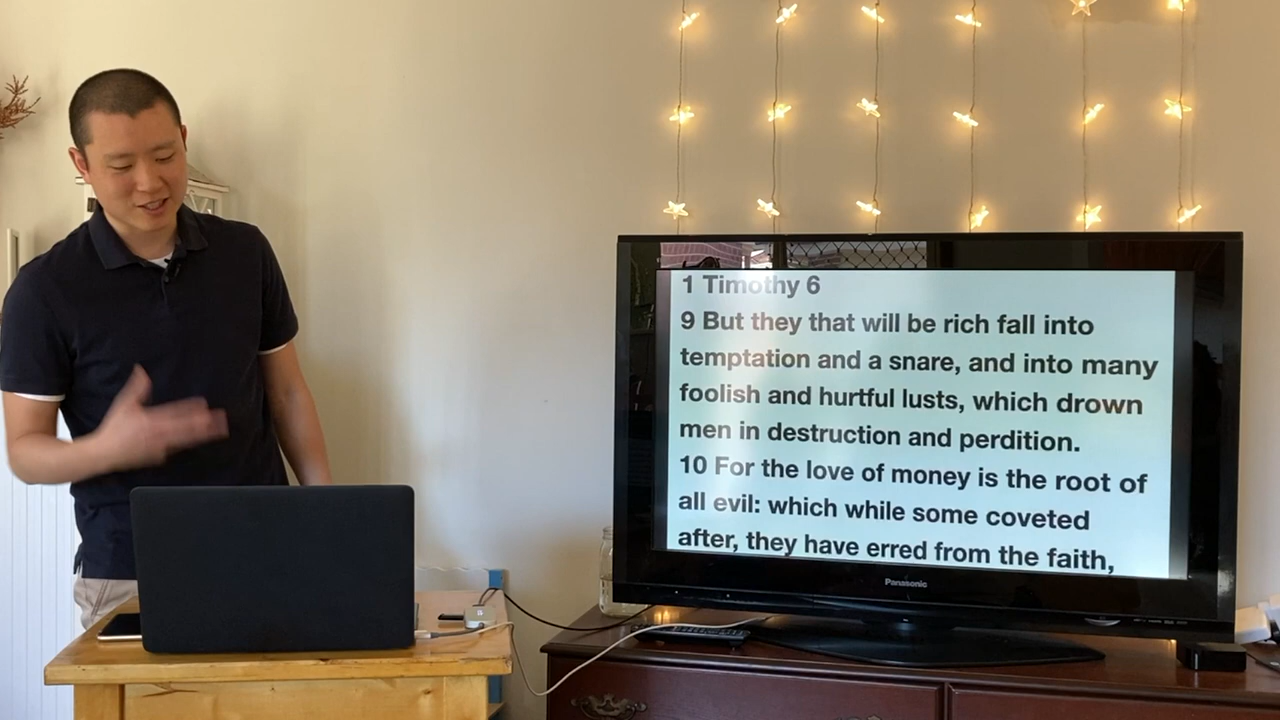 1 Timothy 6
9 But they that will be rich fall into
temptation and a snare, and into many
foolish and hurtful lusts, which drown
men in destruction and perdition.
10 For the love of money is the root of
all evil: which while some coveted
after, they have erred from the faith,
Panasonic